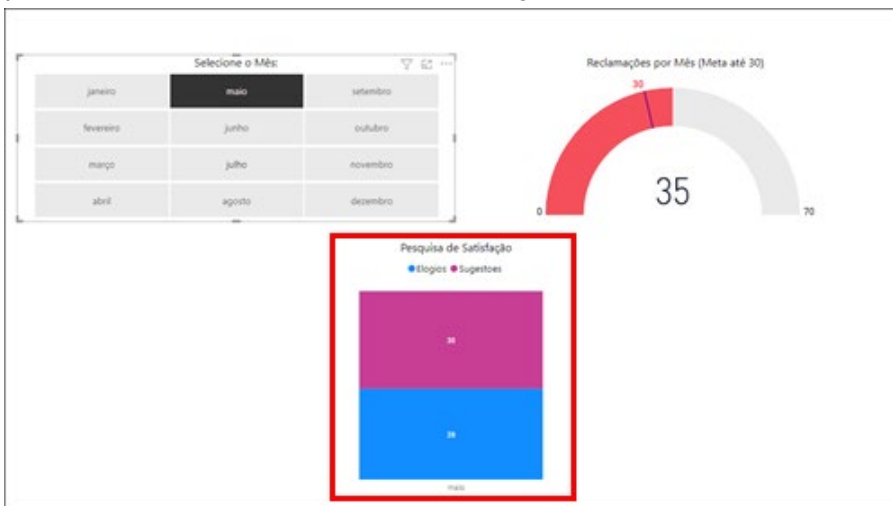 Selecione o Mês:
janeiro maio setembro
fevereiro junho outubro
março julho novembro
abril agosto dezembro
Reclamações por Mês (Meta até 30)
30
35
0 70
Pesquisa de Satisfação
Elogios Sugestoes
maio